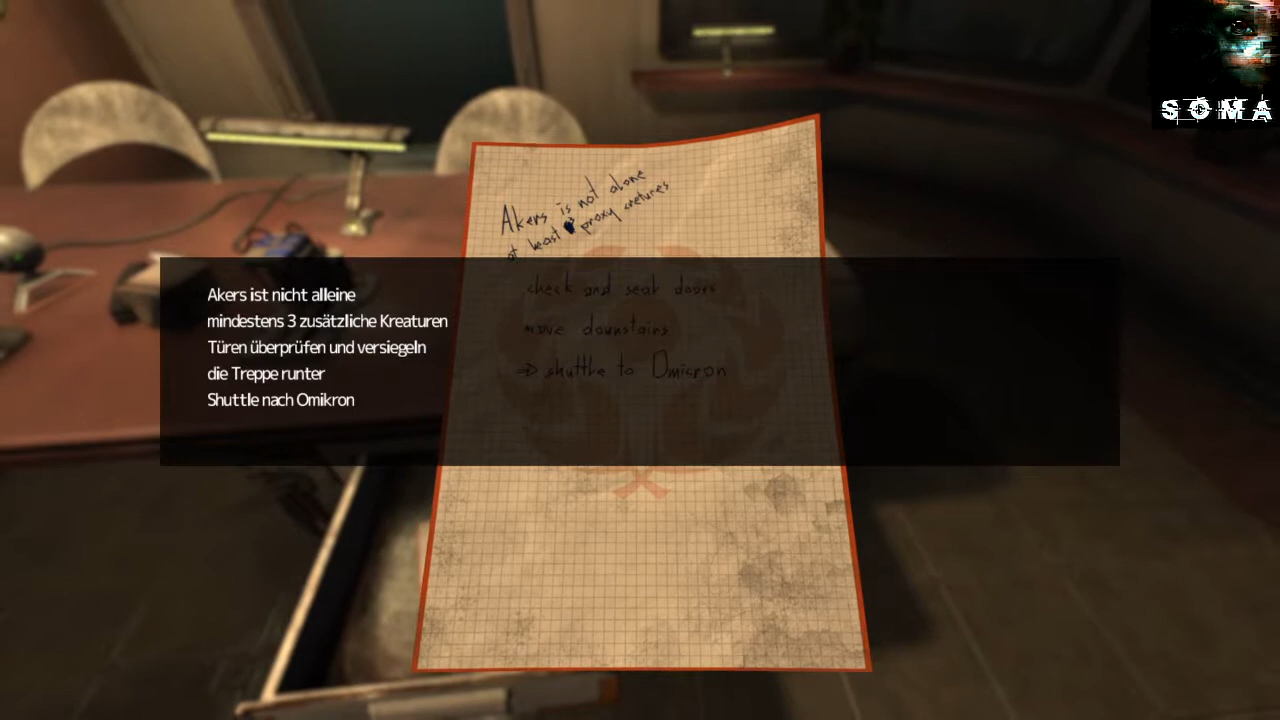 SOMA
Akers is not alone
at least proxy cretures
check and seal doors
move downstairs
=> shuttle to Omicron
Akers ist nicht alleine
mindestens 3 zusätzliche Kreaturen
Türen überprüfen und versiegeln
die Treppe runter
Shuttle nach Omikron